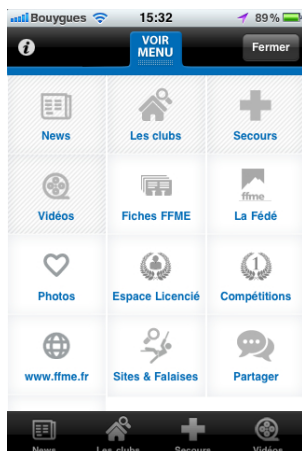 Bouygues 15:32 89 %
VOIR
MENU
Fermer
News Les clubs Secours
ffme
Vidéos Fiches FFME La Fédé
1
Photos Espace Licencié Compétitions
www.ffme.fr Sites & Falaises Partager
News Les clubs Secours Vidéos